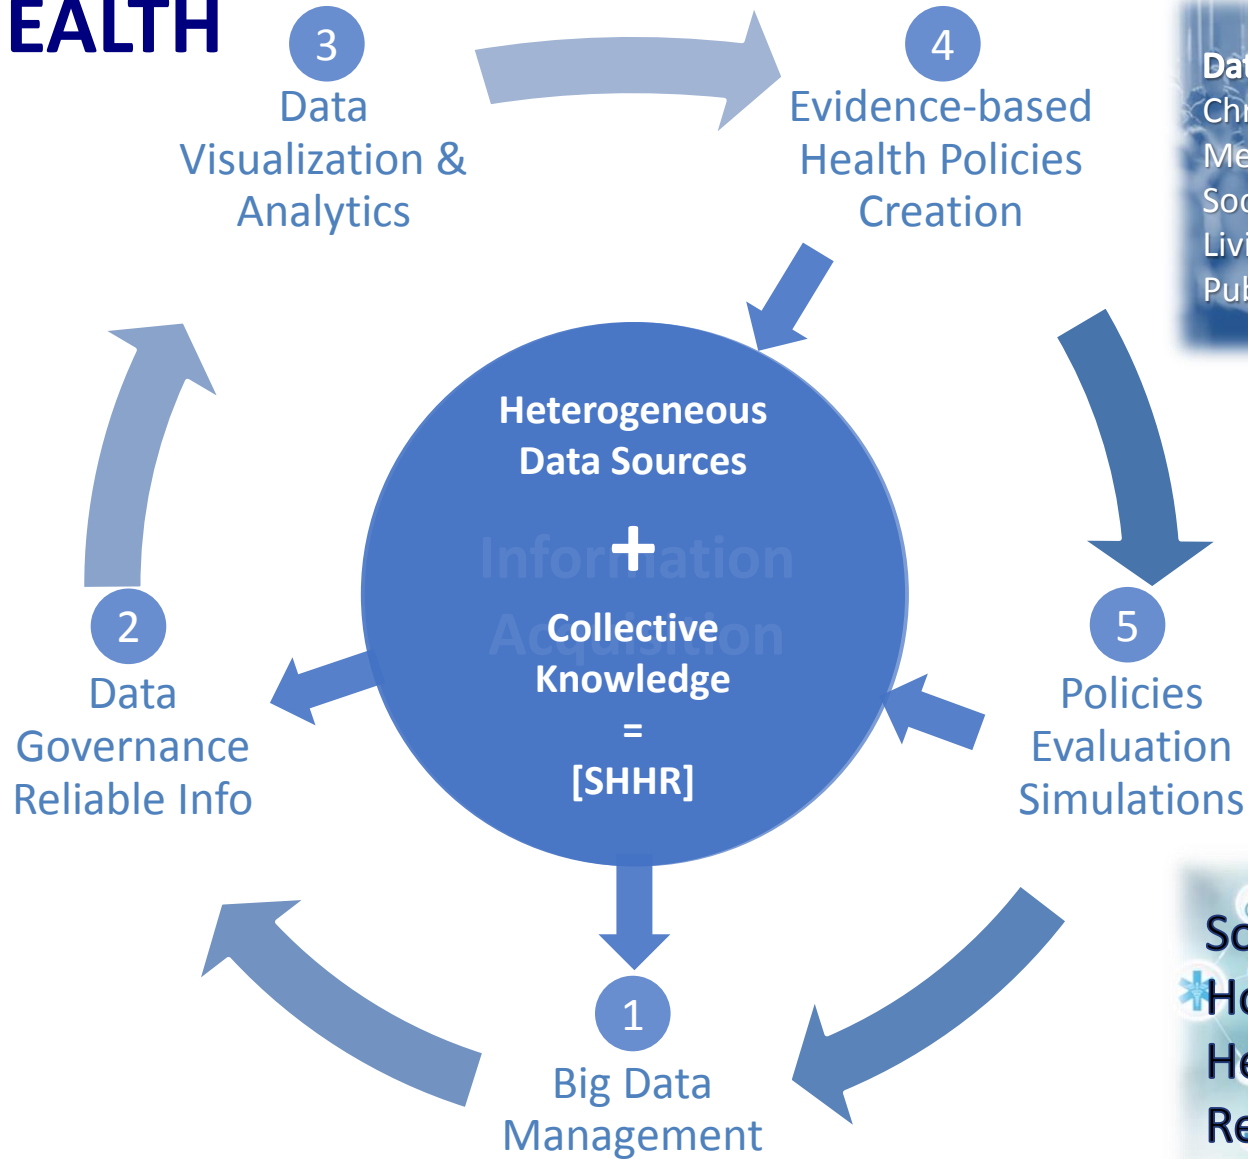 EALTH
3
Data
Visualization &
Analytics
4
Evidence-based
Health Policies
Creation
Heterogeneous
Data Sources
+
Information
Acquisition
Collective
Knowledge
=
[SHHR]
2
Data
Governance
Reliable Info
5
Policies
Evaluation
Simulations
1
Big Data
Management